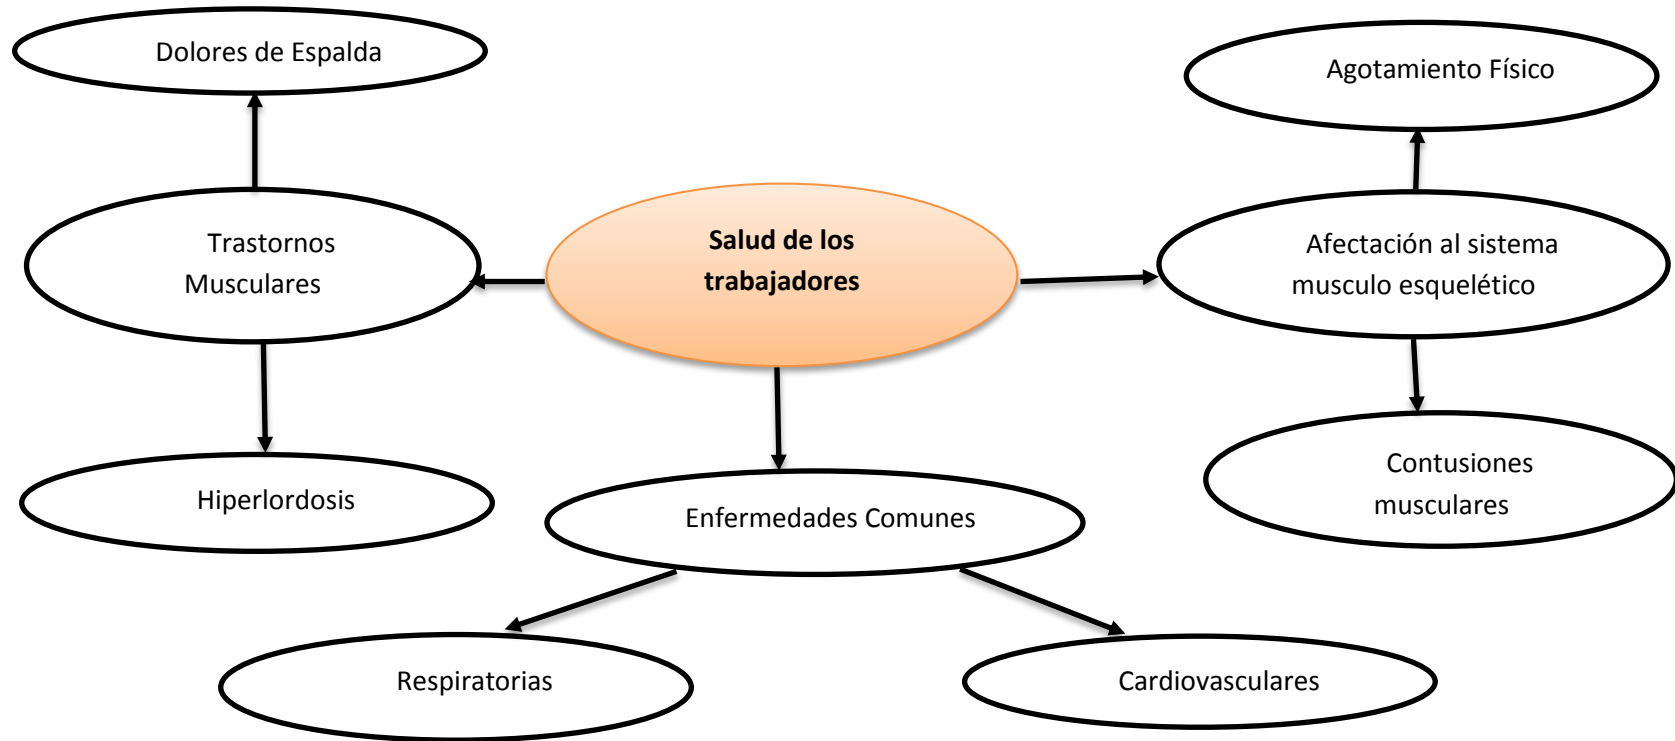 Dolores de Espalda
Agotamiento Físico
Trastornos
Musculares
Salud de los
trabajadores
Afectación al sistema
musculo esquelético
Hiperlordosis
Enfermedades Comunes
Contusiones
musculares
Respiratorias
Cardiovasculares